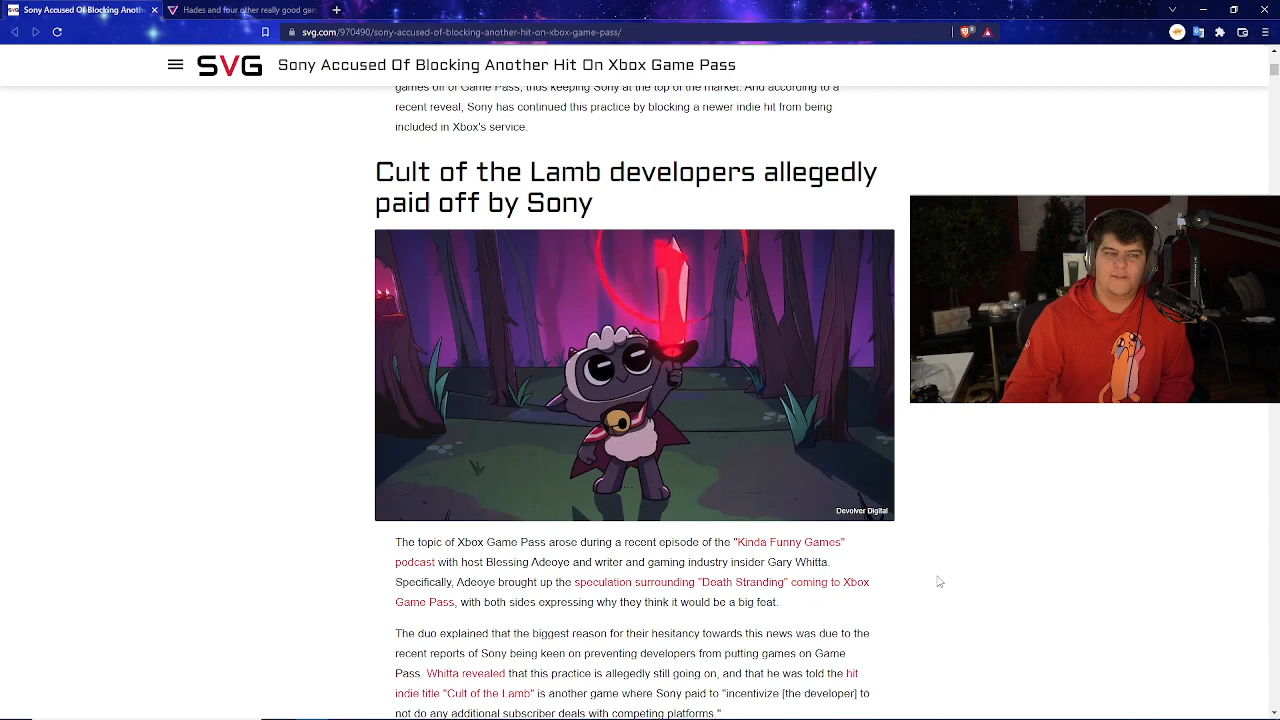 Sony Accused Of Blocking Anothe
Hades and four other really good gam
svg.com/970490/sony-accused-of-blocking-another-hit-on-xbox-game-pass/
SVG
Sony Accused Of Blocking Another Hit On Xbox Game Pass
games off of Game Pass, thus keeping Sony at the top of the market. And according to a
recent reveal, Sony has continued this practice by blocking a newer indie hit from being
included in Xbox's service.
Cult of the Lamb developers allegedly
paid off by Sony
Devolver Digital
The topic of Xbox Game Pass arose during a recent episode of the "Kinda Funny Games"
podcast with host Blessing Adeoye and writer and gaming industry insider Gary Whitta.
Specifically, Adeoye brought up the speculation surrounding "Death Stranding" coming to Xbox
Game Pass, with both sides expressing why they think it would be a big feat.
The duo explained that the biggest reason for their hesitancy towards this news was due to the
recent reports of Sony being keen on preventing developers from putting games on Game
Pass. Whitta revealed that this practice is allegedly still going on, and that he was told the hit
indie title "Cult of the Lamb" is another game where Sony paid to "incentivize [the developer] to
not do any additional subscriber deals with competing platforms."